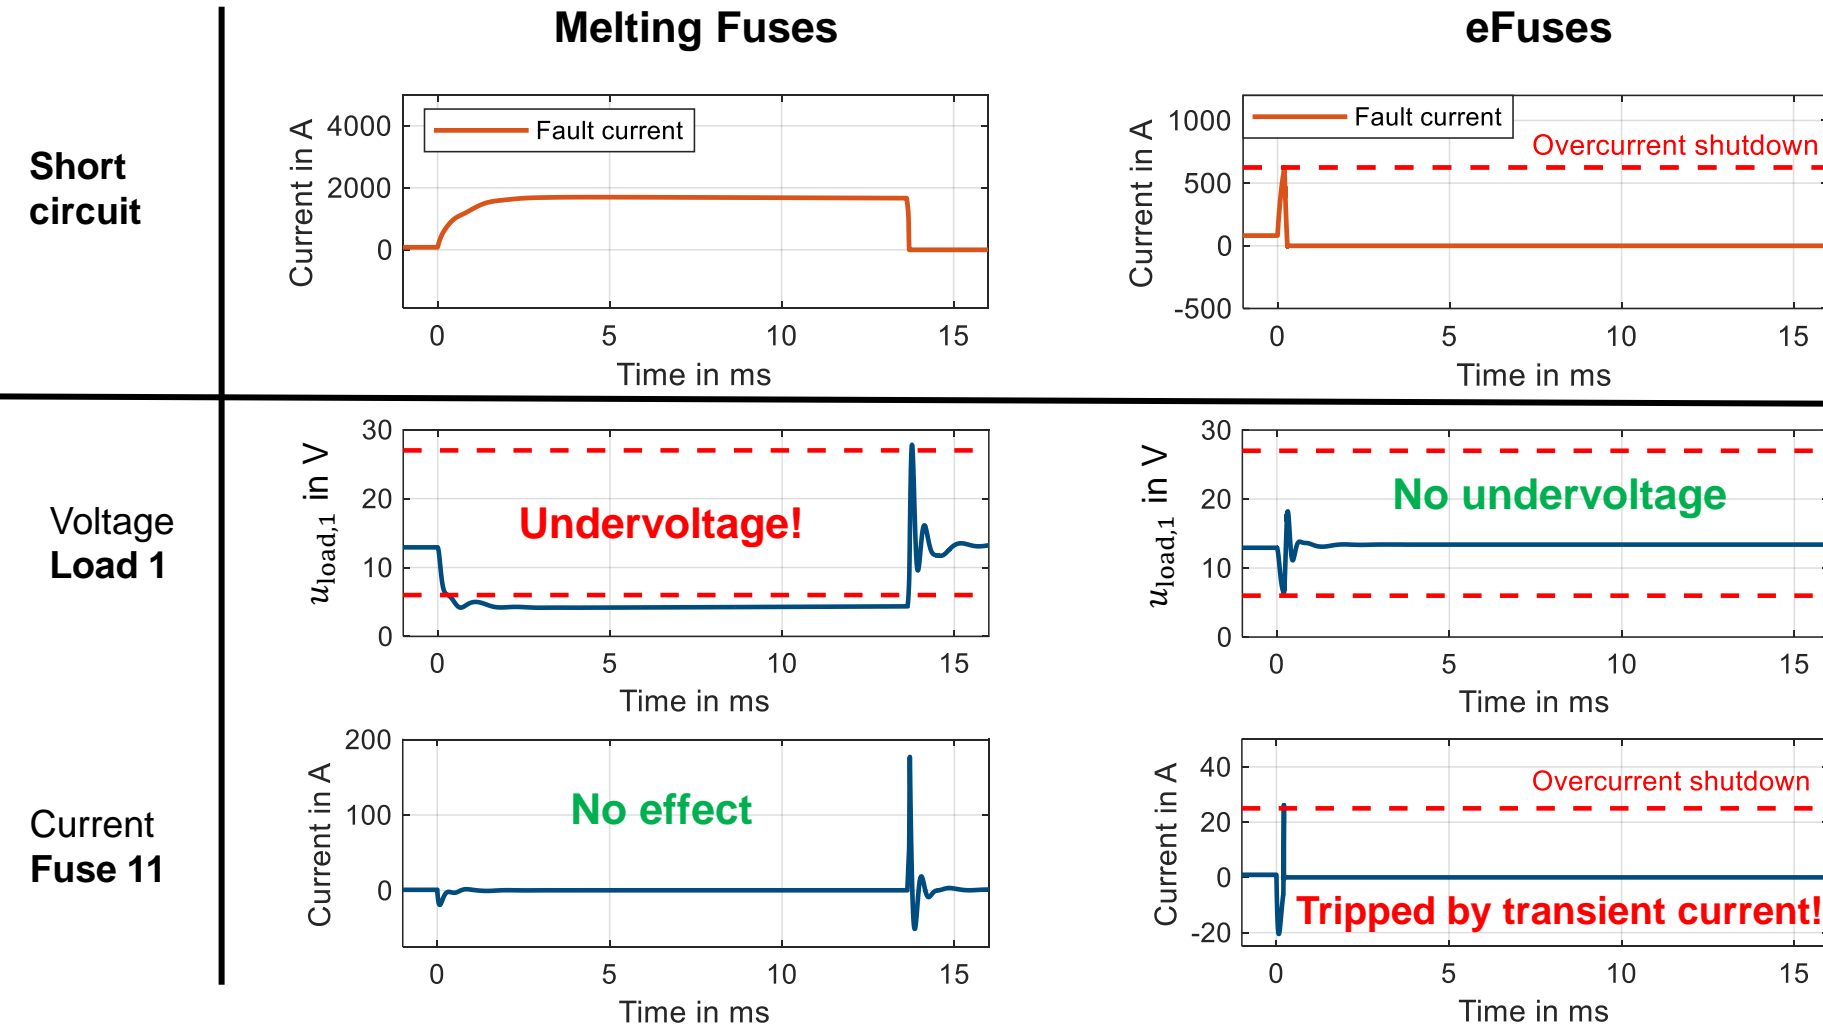 Melting Fuses
eFuses
Short
circuit
Current in A
4000
2000
0
Fault current
0
5
10
15
Time in ms
Current in A
1000
500
0
-500
Fault current
Overcurrent shutdown
0
5
10
15
Time in ms
Voltage
Load 1
uload,1 in V
30
20
10
0
Undervoltage!
0
5
10
15
Time in ms
uload,1 in V
30
20
10
0
No undervoltage
0
5
10
15
Time in ms
Current
Fuse 11
Current in A
200
100
0
No effect
0
5
10
15
Time in ms
Current in A
40
20
0
-20
Overcurrent shutdown
Tripped by transient current!
0
5
10
15
Time in ms